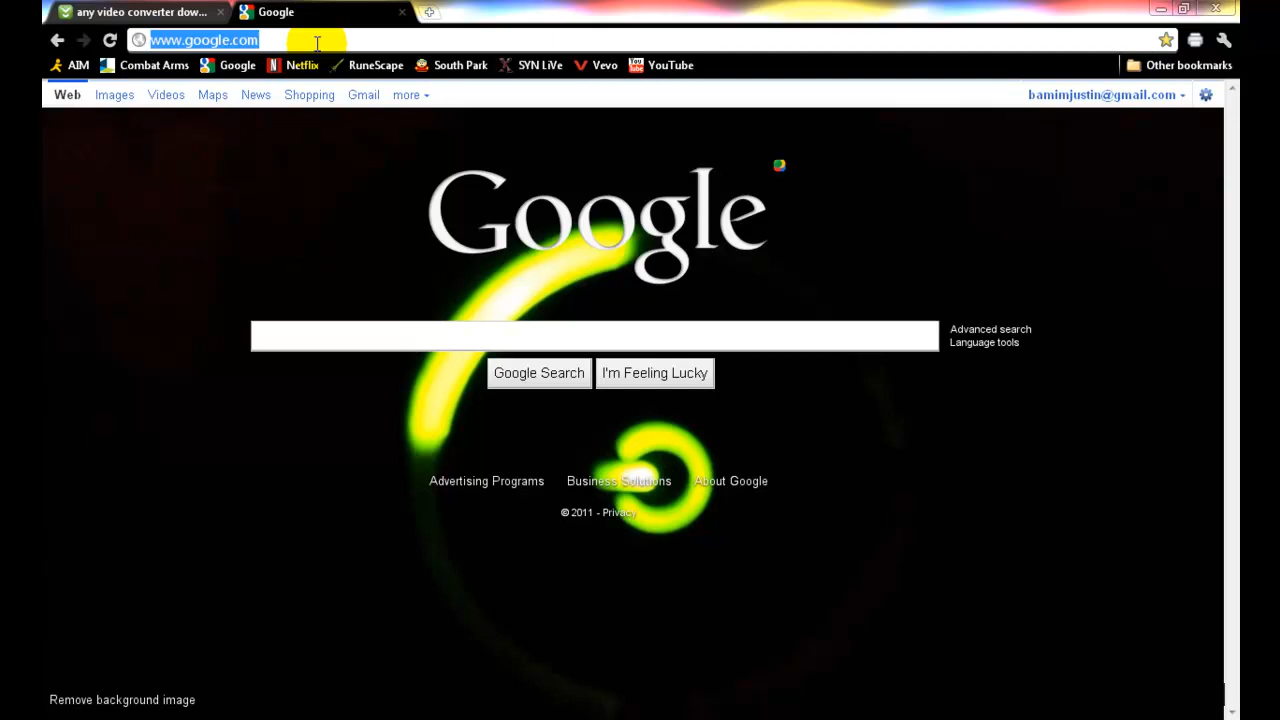 any video converter dow...
Google
www.google.com
AIM Combat Arms Google Netflix RuneScape South Park SYN LiVe Vevo YouTube Other bookmarks
Web Images Videos Maps News Shopping Gmail more bamimjustin@gmail.com
Google
Advanced search
Language tools
Google Search I'm Feeling Lucky
Advertising Programs Business Solutions About Google
© 2011 - Privacy
Remove background image